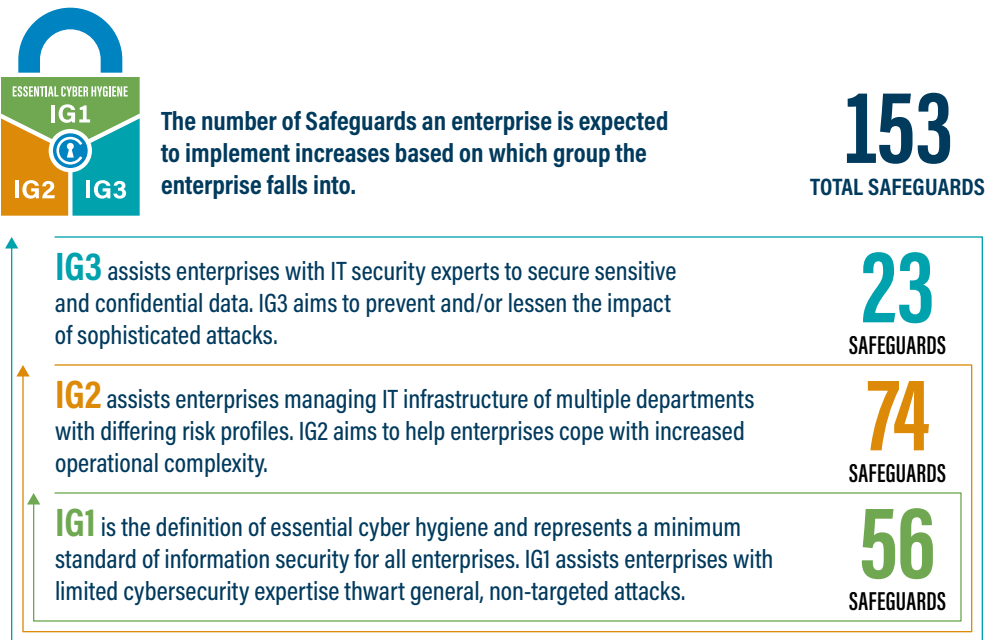 ESSENTIAL CYBER HYGIENE
IG1
IG2
IG3
The number of Safeguards an enterprise is expected
to implement increases based on which group the
enterprise falls into.
153
TOTAL SAFEGUARDS
IG3 assists enterprises with IT security experts to secure sensitive
and confidential data. IG3 aims to prevent and/or lessen the impact
of sophisticated attacks.
23
SAFEGUARDS
IG2 assists enterprises managing IT infrastructure of multiple departments
with differing risk profiles. IG2 aims to help enterprises cope with increased
operational complexity.
74
SAFEGUARDS
IG1 is the definition of essential cyber hygiene and represents a minimum
standard of information security for all enterprises. IG1 assists enterprises with
limited cybersecurity expertise thwart general, non-targeted attacks.
56
SAFEGUARDS